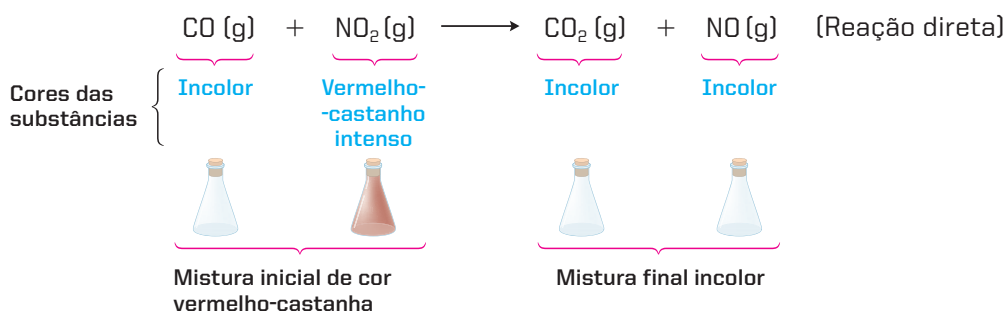 CO (g) + NO₂ (g) ⟶ CO₂ (g) + NO (g) (Reação direta)
Cores das
substâncias
Incolor
Vermelho-
-castanho
intenso
Incolor
Incolor
Mistura inicial de cor
vermelho-castanha
Mistura final incolor